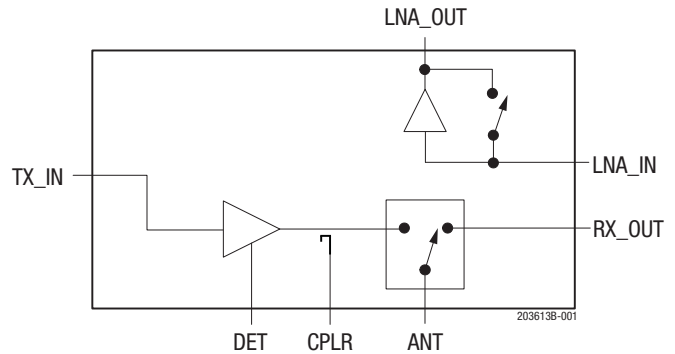 LNA_OUT
TX_IN
LNA_IN
RX_OUT
203613B-001
DET
CPLR
ANT